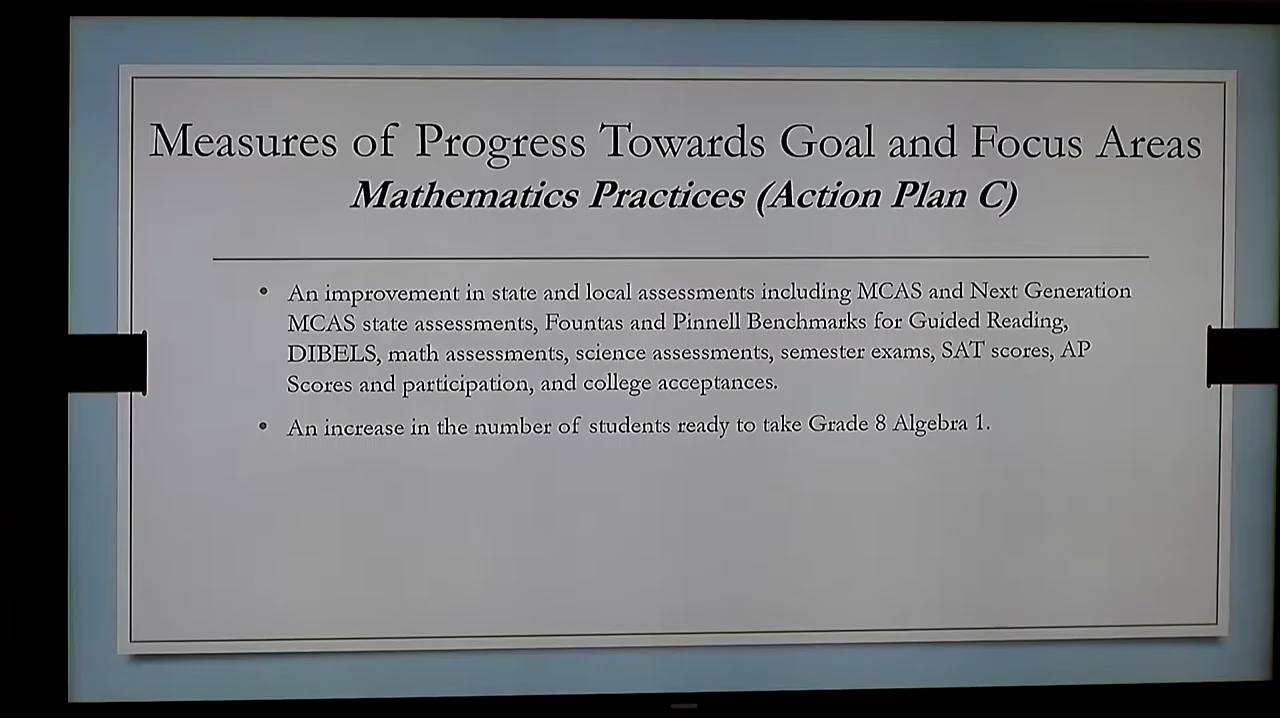 Measures of Progress Towards Goal and Focus Areas
Mathematics Practices (Action Plan C)
• An improvement in state and local assessments including MCAS and Next Generation
MCAS state assessments, Fountas and Pinnell Benchmarks for Guided Reading,
DIBELS, math assessments, science assessments, semester exams, SAT scores, AP
Scores and participation, and college acceptances.
• An increase in the number of students ready to take Grade 8 Algebra 1.